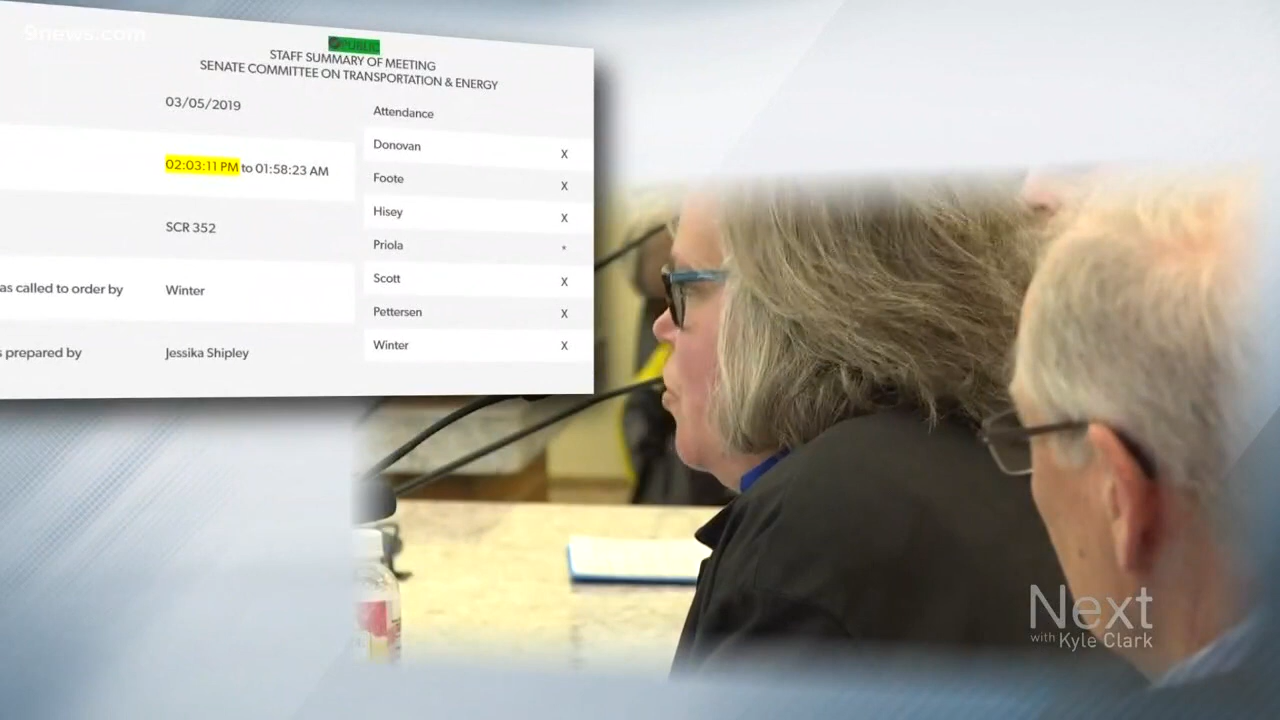 9news.com
PUBLIC
STAFF SUMMARY OF MEETING
SENATE COMMITTEE ON TRANSPORTATION & ENERGY
03/05/2019
02:03:11 PM to 01:58:23 AM
SCR 352
as called to order by Winter
s prepared by Jessika Shipley
Attendance
Donovan X
Foote X
Hisey X
Priola *
Scott X
Pettersen X
Winter X
Next
with Kyle Clark